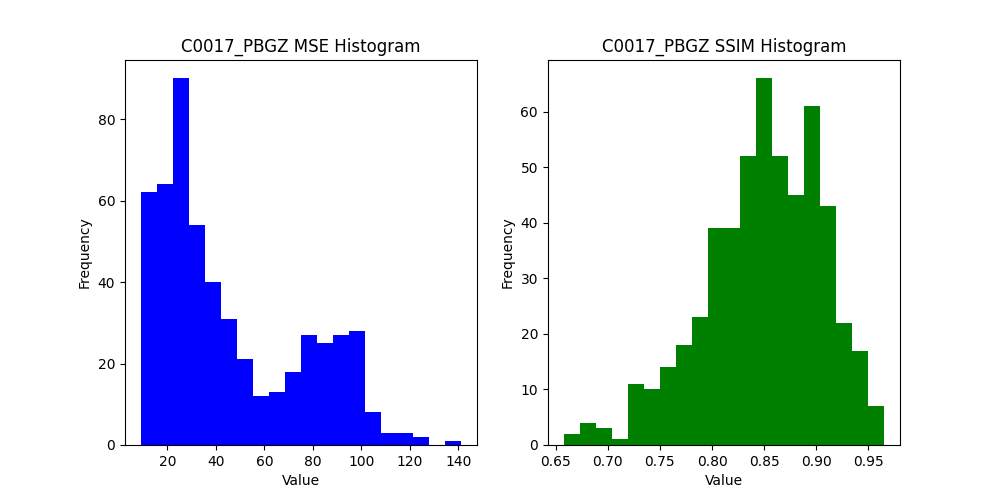 C0017_PBGZ MSE Histogram
Frequency
80
60
40
20
0
20 40 60 80 100 120 140
Value
C0017_PBGZ SSIM Histogram
Frequency
60
50
40
30
20
10
0
0.65 0.70 0.75 0.80 0.85 0.90 0.95
Value